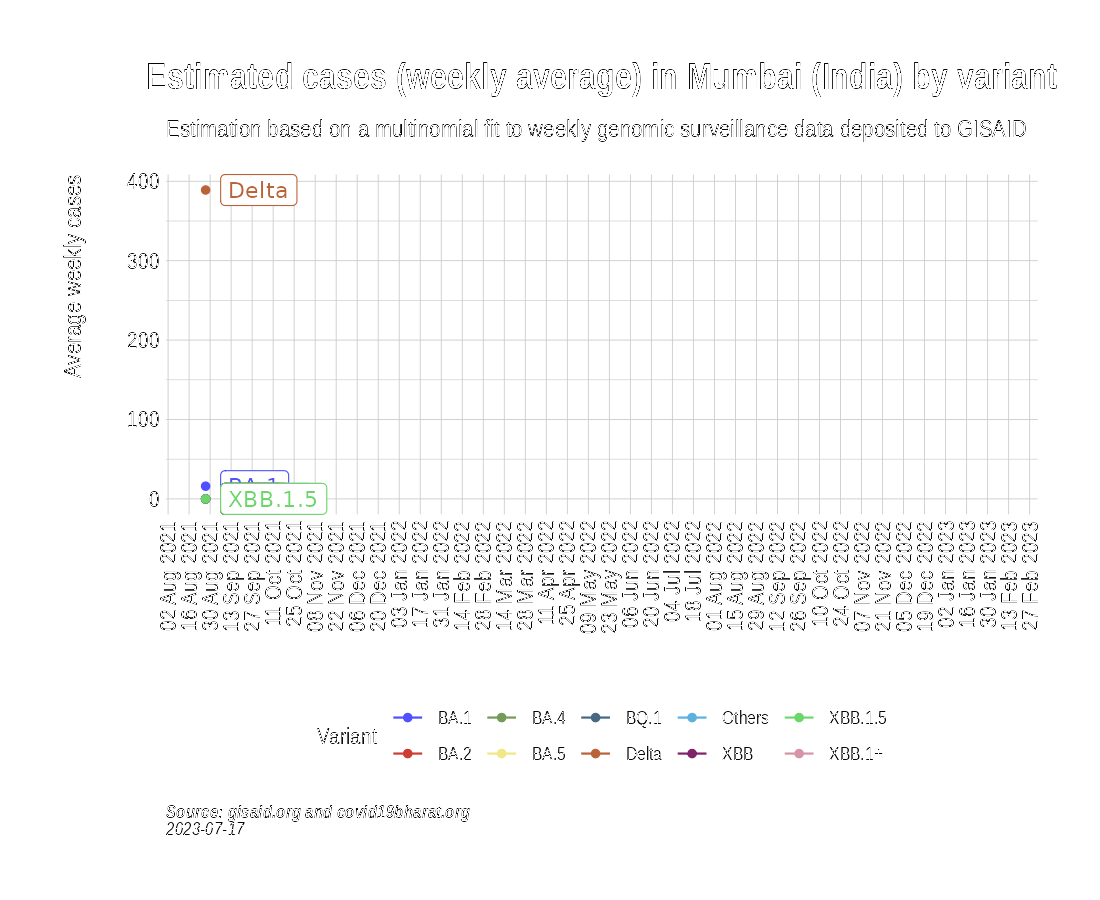 Estimated cases (weekly average) in Mumbai (India) by variant
Estimation based on a multinomial fit to weekly genomic surveillance data deposited to GISAID
Average weekly cases
400
300
200
100
0
Delta
BA.1
XBB.1.5
02 Aug 2021
16 Aug 2021
30 Aug 2021
13 Sep 2021
27 Sep 2021
11 Oct 2021
25 Oct 2021
08 Nov 2021
22 Nov 2021
06 Dec 2021
20 Dec 2021
03 Jan 2022
17 Jan 2022
31 Jan 2022
14 Feb 2022
28 Feb 2022
14 Mar 2022
28 Mar 2022
11 Apr 2022
25 Apr 2022
09 May 2022
23 May 2022
06 Jun 2022
20 Jun 2022
04 Jul 2022
18 Jul 2022
01 Aug 2022
15 Aug 2022
29 Aug 2022
12 Sep 2022
26 Sep 2022
10 Oct 2022
24 Oct 2022
07 Nov 2022
21 Nov 2022
05 Dec 2022
19 Dec 2022
02 Jan 2023
16 Jan 2023
30 Jan 2023
13 Feb 2023
27 Feb 2023
Variant
BA.1 BA.4 BQ.1 Others XBB.1.5
BA.2 BA.5 Delta XBB XBB.1+
Source: gisaid.org and covid19bharat.org
2023-07-17